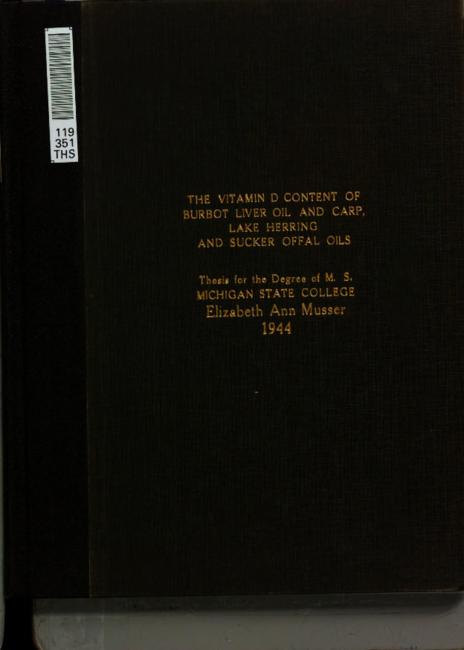 119
351
THS
THE VITAMIN D CONTENT OF
BURBOT LIVER OIL AND CARP,
LAKE HERRING
AND SUCKER OFFAL OILS
Thesis for the Degree of M. S.
MICHIGAN STATE COLLEGE
Elizabeth Ann Musser
1944